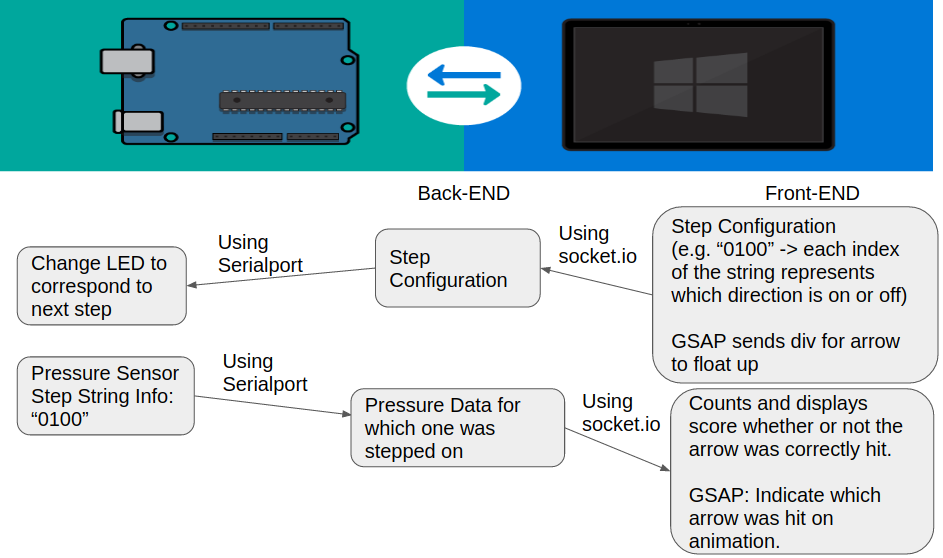 Back-END
Front-END
Using
Serialport
Using
socket.io
Step Configuration
(e.g. “0100” -> each index
of the string represents
which direction is on or off)
GSAP sends div for arrow
to float up
Step
Configuration
Change LED to
correspond to
next step
Pressure Sensor
Step String Info:
“0100”
Using
Serialport
Pressure Data for
which one was
stepped on
Using
socket.io
Counts and displays
score whether or not the
arrow was correctly hit.
GSAP: Indicate which
arrow was hit on
animation.